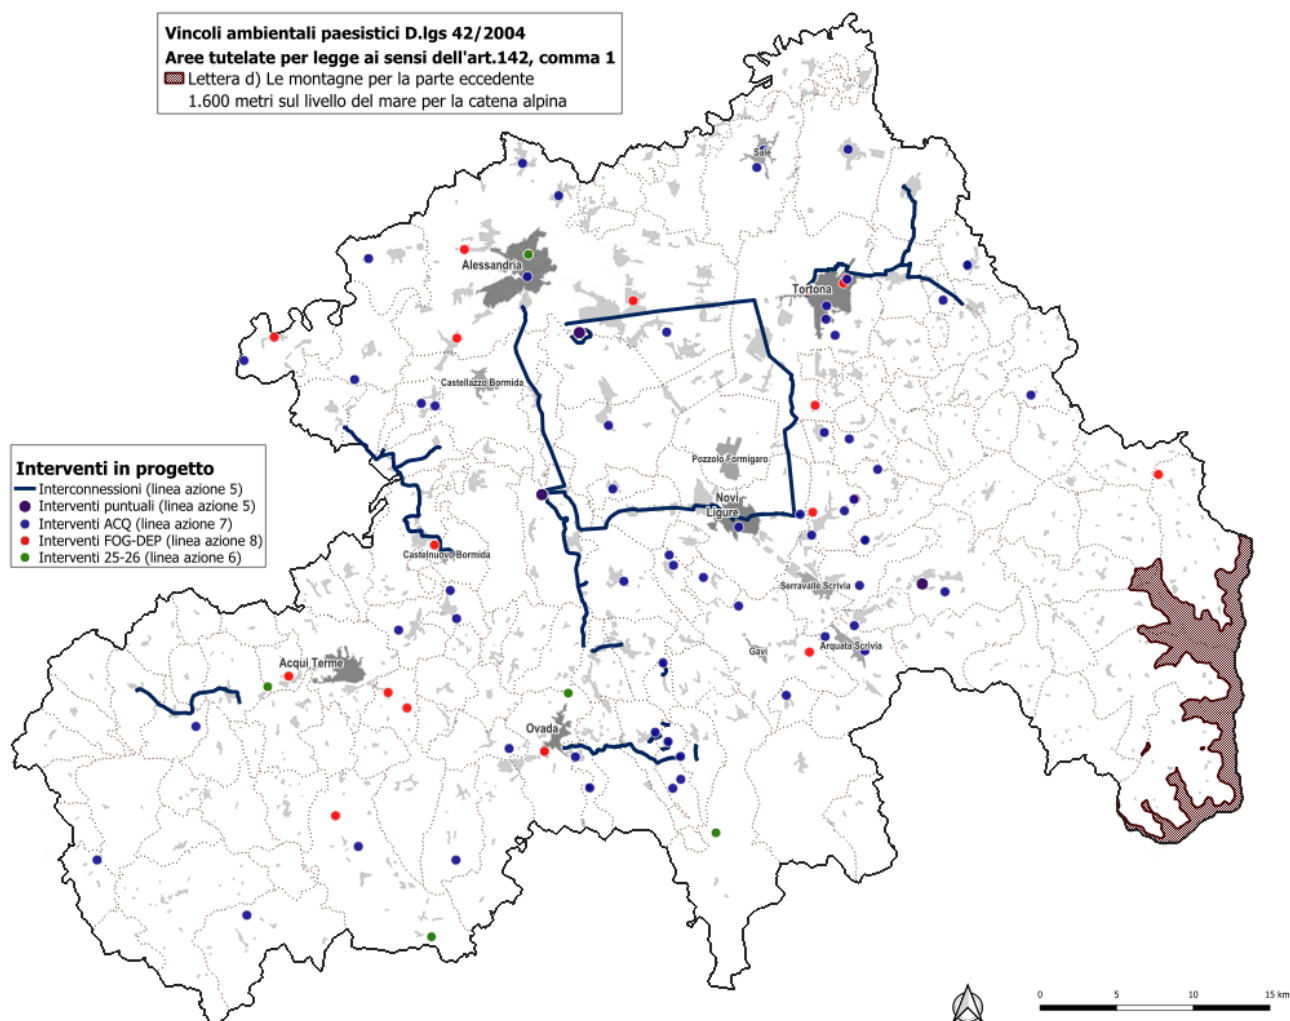 Vincoli ambientali paesistici D.lgs 42/2004
Aree tutelate per legge ai sensi dell'art.142, comma 1
Lettera d) Le montagne per la parte eccedente
1.600 metri sul livello del mare per la catena alpina
Sale
Alessandria
Tortona
Castellazzo Bormida
Interventi in progetto
Interconnessioni (linea azione 5)
Interventi puntuali (linea azione 5)
Interventi ACQ (linea azione 7)
Interventi FOG-DEP (linea azione 8)
Interventi 25-26 (linea azione 6)
Pozzolo Formigaro
Novi
Ligure
Castelnuovo Bormida
Serravalle Scrivia
Gavi
Arquata Scrivia
Acqui Terme
Ovada
0 5 10 15 km